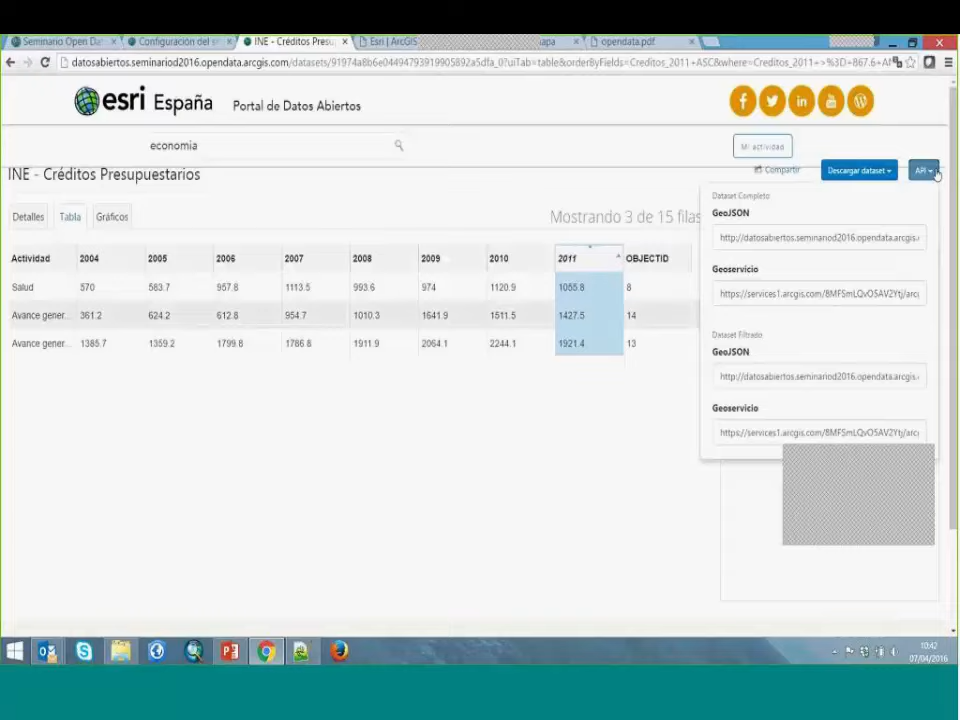 Seminario Open Da
Configuración del s
INE - Créditos Presu
Esri | ArcGIS
apa
opendata.pdf
datosabiertos.seminariod2016.opendata.arcgis.com/datasets/91974a8b6e04494793919905892a5dfa_0?uiTab=table&orderByFields=Creditos_2011+ASC&where=Creditos_2011+>%3D+867.6+AI
esri España Portal de Datos Abiertos
economia
Mi actividad
INE - Créditos Presupuestarios
Compartir
Descargar dataset
API
Detalles
Tabla
Gráficos
Mostrando 3 de 15 filas
Actividad 2004 2005 2006 2007 2008 2009 2010 2011 OBJECTID
Salud 570 583.7 957.8 1113.5 993.6 974 1120.9 1055.8 8
Avance gener... 361.2 624.2 612.8 954.7 1010.3 1641.9 1511.5 1427.5 14
Avance gener... 1385.7 1359.2 1799.8 1786.8 1911.9 2064.1 2244.1 1921.4 13
Dataset Completo
GeoJSON
http://datosabiertos.seminariod2016.opendata.arcgis.
Geoservicio
https://services1.arcgis.com/8MFSmLQvO5AV2Ytj/arc
Dataset Filtrado
GeoJSON
http://datosabiertos.seminariod2016.opendata.arcgis.
Geoservicio
https://services1.arcgis.com/8MFSmLQvO5AV2Ytj/arc
10:42
07/04/2016